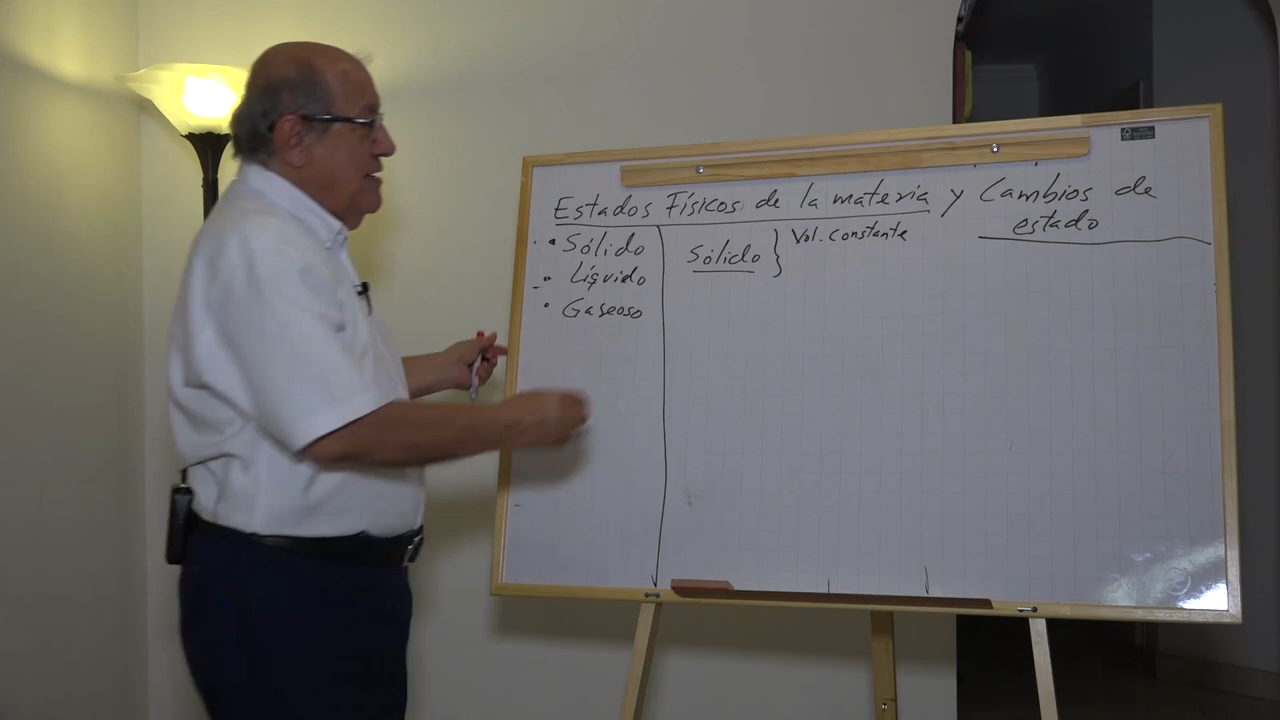 Estados Físicos de la materia y Cambios de
estado
• Sólido
• Líquido
• Gaseoso
Sólido } Vol. Constante